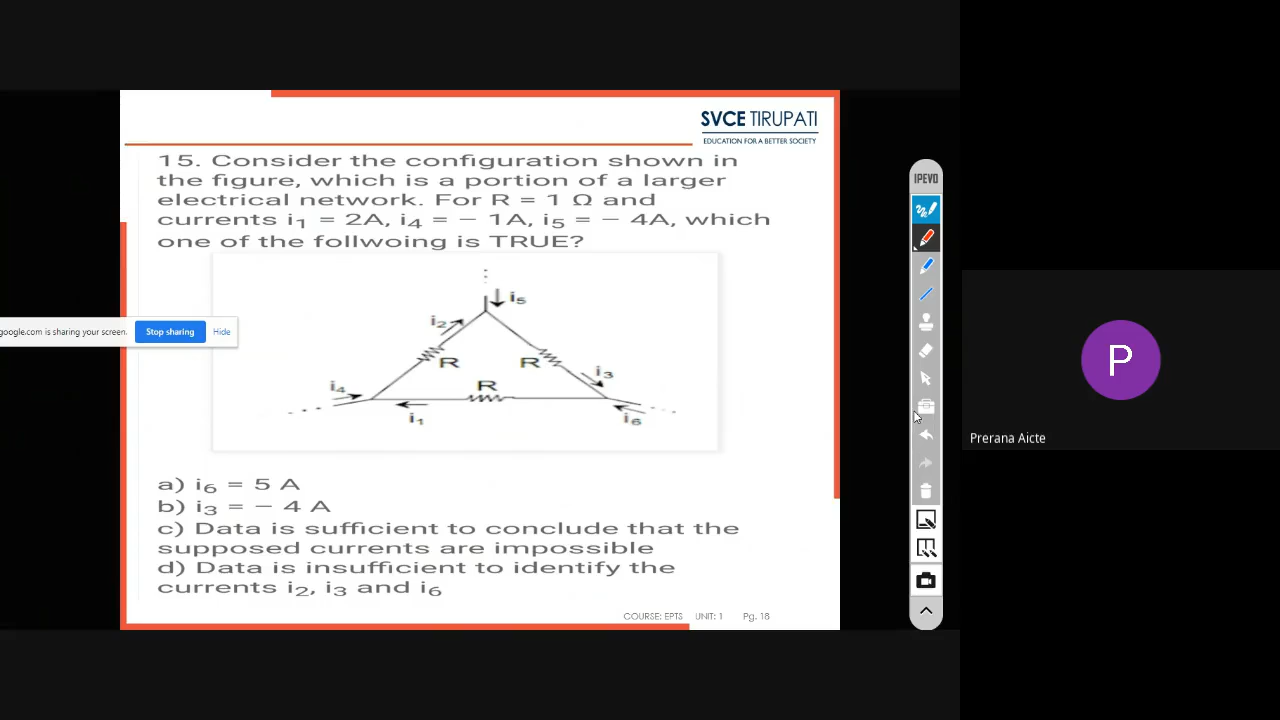 SVCE TIRUPATI
EDUCATION FOR A BETTER SOCIETY
15. Consider the configuration shown in
the figure, which is a portion of a larger
electrical network. For R = 1 Ω and
currents i₁ = 2A, i₄ = − 1A, i₅ = − 4A, which
one of the follwoing is TRUE?
i₅
i₂
R
R
i₃
i₄
R
i₁
i₆
a) i₆ = 5 A
b) i₃ = − 4 A
c) Data is sufficient to conclude that the
supposed currents are impossible
d) Data is insufficient to identify the
currents i₂, i₃ and i₆
COURSE: EPTS UNIT: 1 Pg. 18
google.com is sharing your screen.
Stop sharing
Hide
IPEVO
P
Prerana Aicte